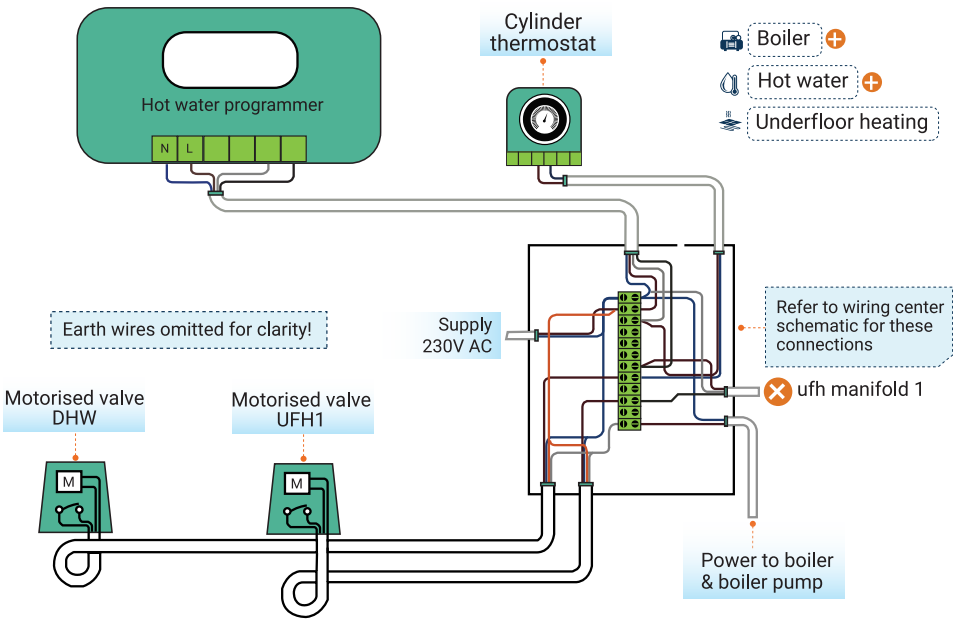 Cylinder
thermostat
Boiler
Hot water
Underfloor heating
Hot water programmer
N L
Earth wires omitted for clarity!
Supply
230V AC
Refer to wiring center
schematic for these
connections
ufh manifold 1
Motorised valve
DHW
Motorised valve
UFH1
M
M
Power to boiler
& boiler pump